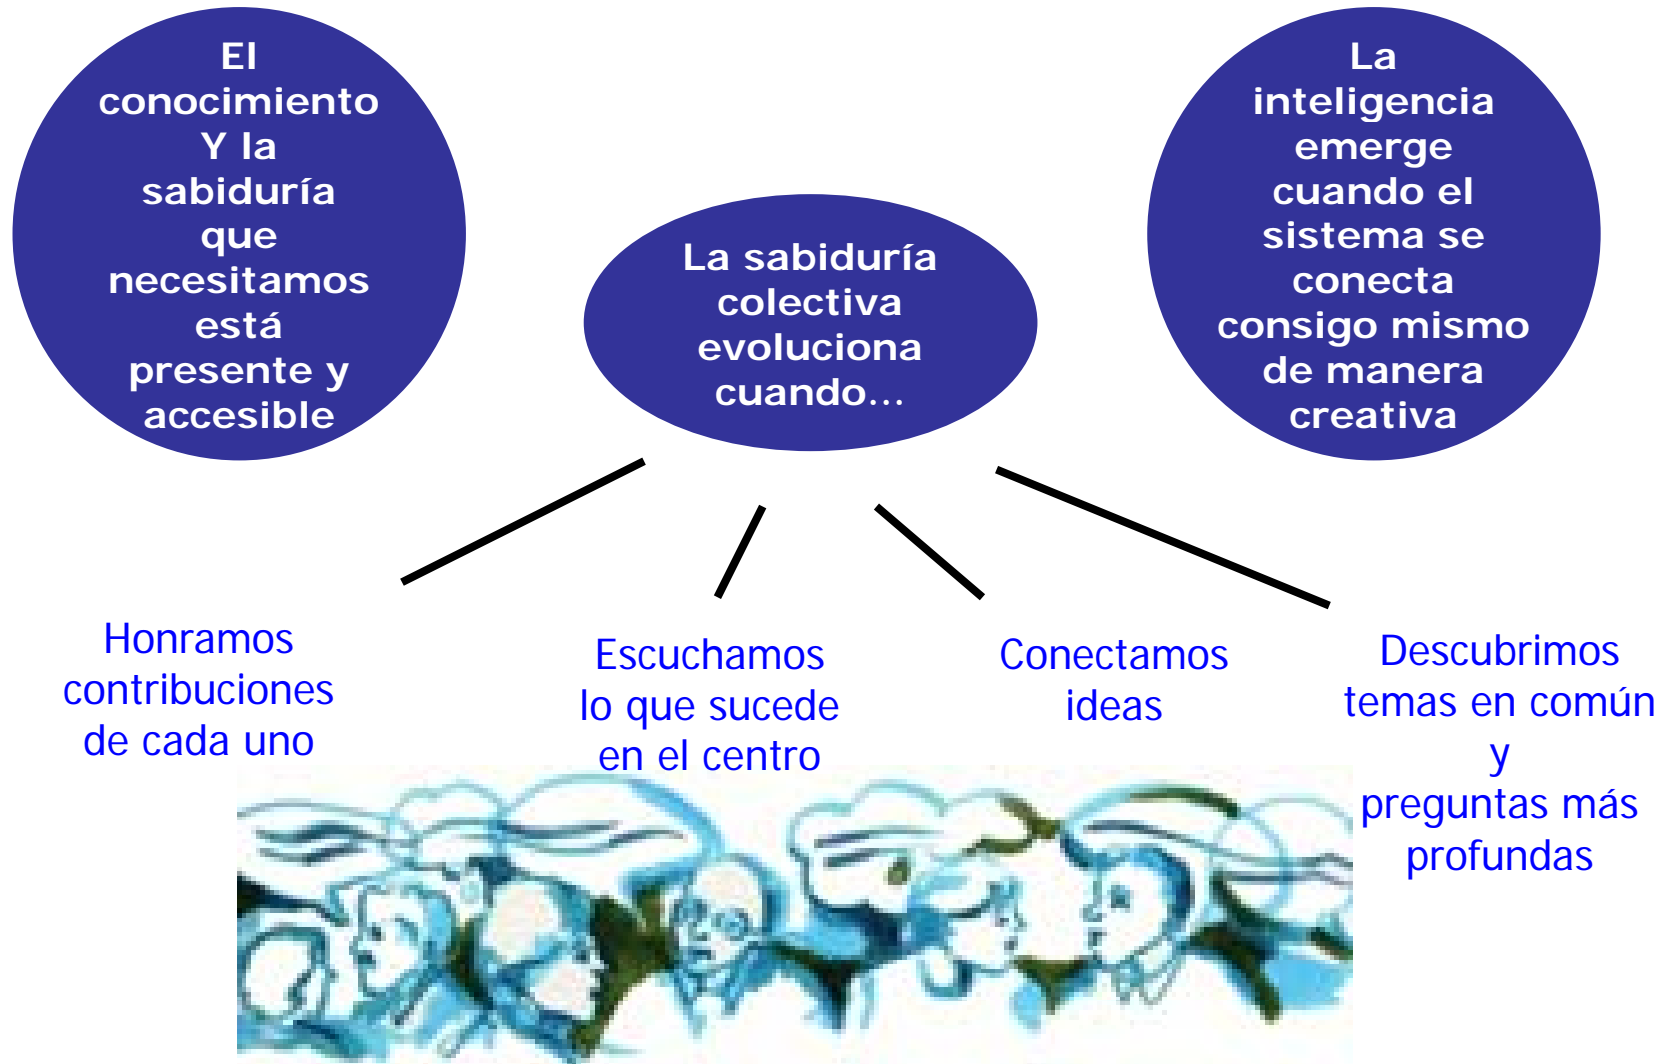 El
conocimiento
Y la
sabiduría
que
necesitamos
está
presente y
accesible
La sabiduría
colectiva
evoluciona
cuando...
La
inteligencia
emerge
cuando el
sistema se
conecta
consigo mismo
de manera
creativa
Honramos
contribuciones
de cada uno
Escuchamos
lo que sucede
en el centro
Conectamos
ideas
Descubrimos
temas en común
y
preguntas más
profundas